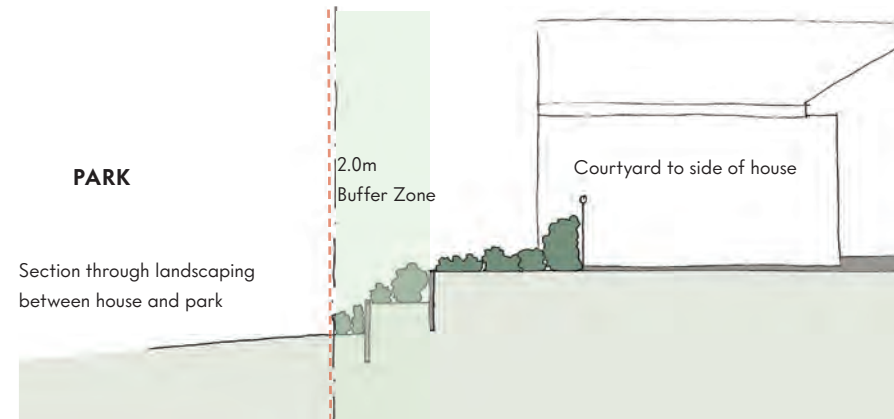 PARK
2.0m
Buffer Zone
Courtyard to side of house
Section through landscaping
between house and park